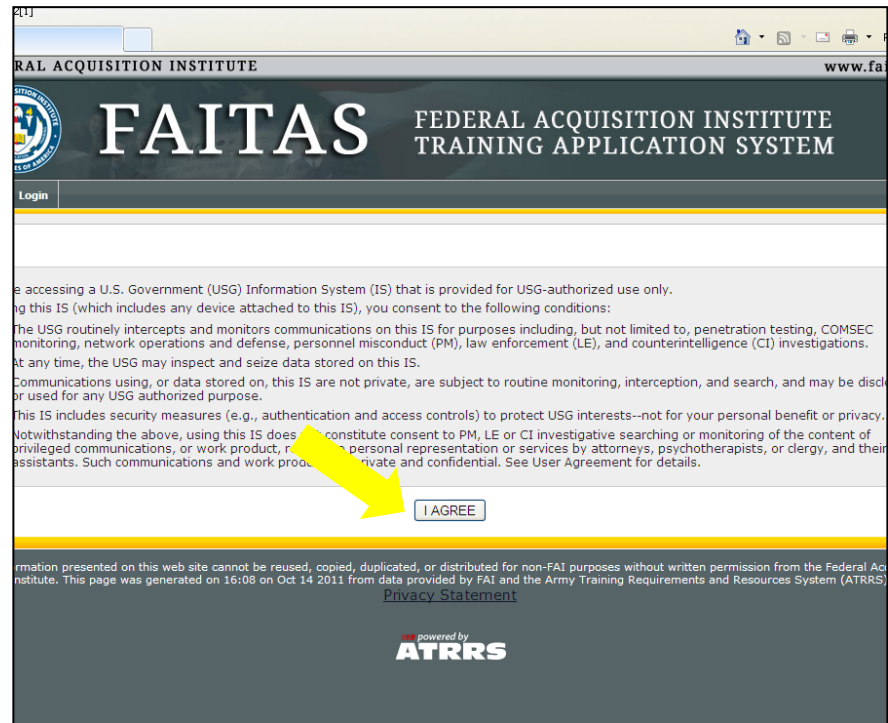 2[1]
RAL ACQUISITION INSTITUTE www.fai
FAITAS
FEDERAL ACQUISITION INSTITUTE
TRAINING APPLICATION SYSTEM
Login
e accessing a U.S. Government (USG) Information System (IS) that is provided for USG-authorized use only.
ng this IS (which includes any device attached to this IS), you consent to the following conditions:
The USG routinely intercepts and monitors communications on this IS for purposes including, but not limited to, penetration testing, COMSEC
monitoring, network operations and defense, personnel misconduct (PM), law enforcement (LE), and counterintelligence (CI) investigations.
At any time, the USG may inspect and seize data stored on this IS.
Communications using, or data stored on, this IS are not private, are subject to routine monitoring, interception, and search, and may be discl
or used for any USG authorized purpose.
This IS includes security measures (e.g., authentication and access controls) to protect USG interests--not for your personal benefit or privacy.
Notwithstanding the above, using this IS does constitute consent to PM, LE or CI investigative searching or monitoring of the content of
privileged communications, or work product, personal representation or services by attorneys, psychotherapists, or clergy, and their
assistants. Such communications and work private and confidential. See User Agreement for details.
I AGREE
rmation presented on this web site cannot be reused, copied, duplicated, or distributed for non-FAI purposes without written permission from the Federal Acq
nstitute. This page was generated on 16:08 on Oct 14 2011 from data provided by FAI and the Army Training Requirements and Resources System (ATRRS)
Privacy Statement
powered by
ATRRS